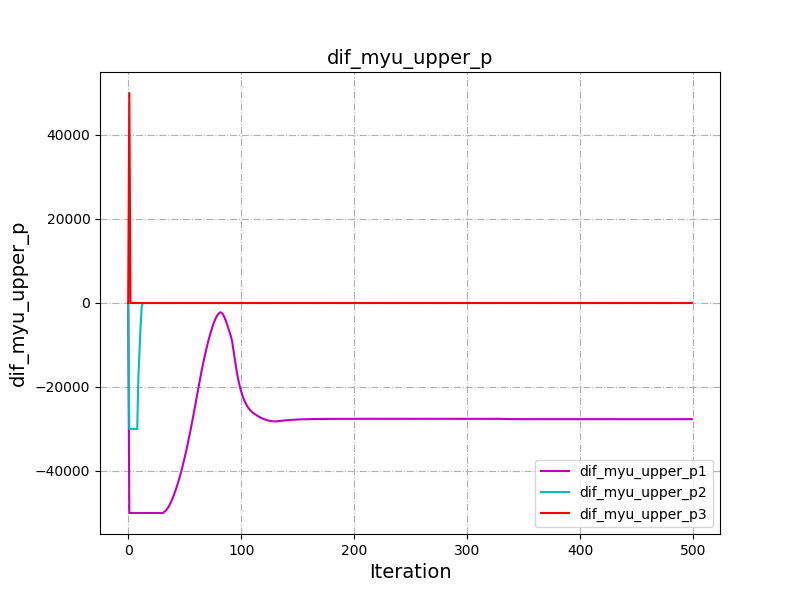 dif_myu_upper_p
dif_myu_upper_p
40000
20000
0
−20000
−40000
0 100 200 300 400 500
Iteration
dif_myu_upper_p1
dif_myu_upper_p2
dif_myu_upper_p3